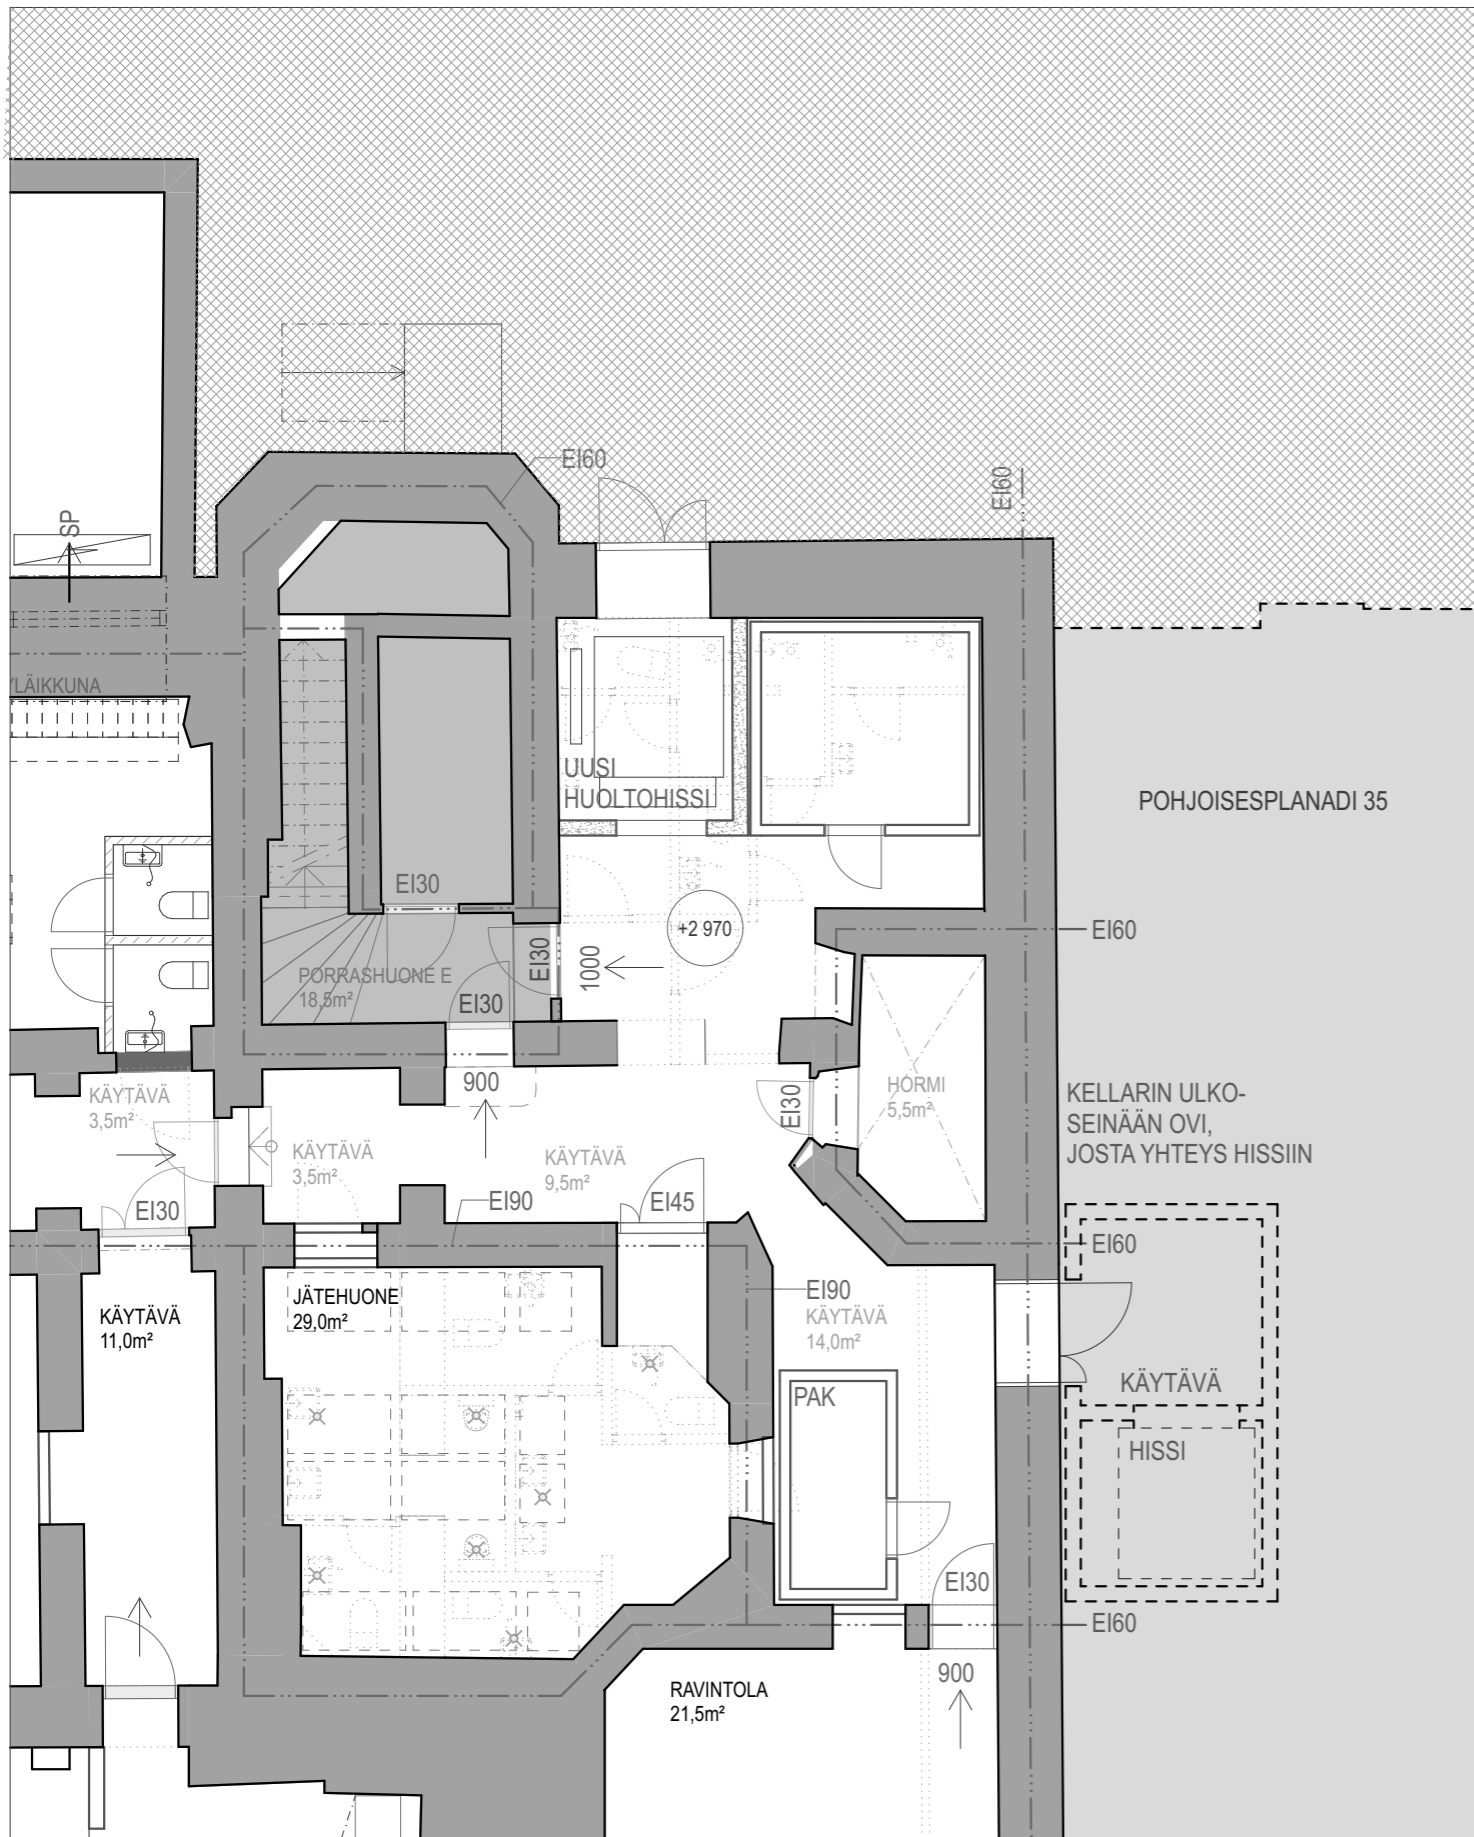 EI60
EI60
SP
YLÄIKKUNA
UUSI
HUOLTOHISSI
POHJOISESPLANADI 35
EI30
+2 970
EI60
EI30
1000
PORRASHUONE E
18,5m²
EI30
900
KÄYTÄVÄ
3,5m²
HORMI
5,5m²
EI30
KELLARIN ULKO-
SEINÄÄN OVI,
JOSTA YHTEYS HISSIIN
KÄYTÄVÄ
3,5m²
KÄYTÄVÄ
9,5m²
EI30
EI90
EI45
EI60
EI90
KÄYTÄVÄ
14,0m²
JÄTEHUONE
29,0m²
KÄYTÄVÄ
11,0m²
KÄYTÄVÄ
PAK
HISSI
EI30
EI60
900
RAVINTOLA
21,5m²